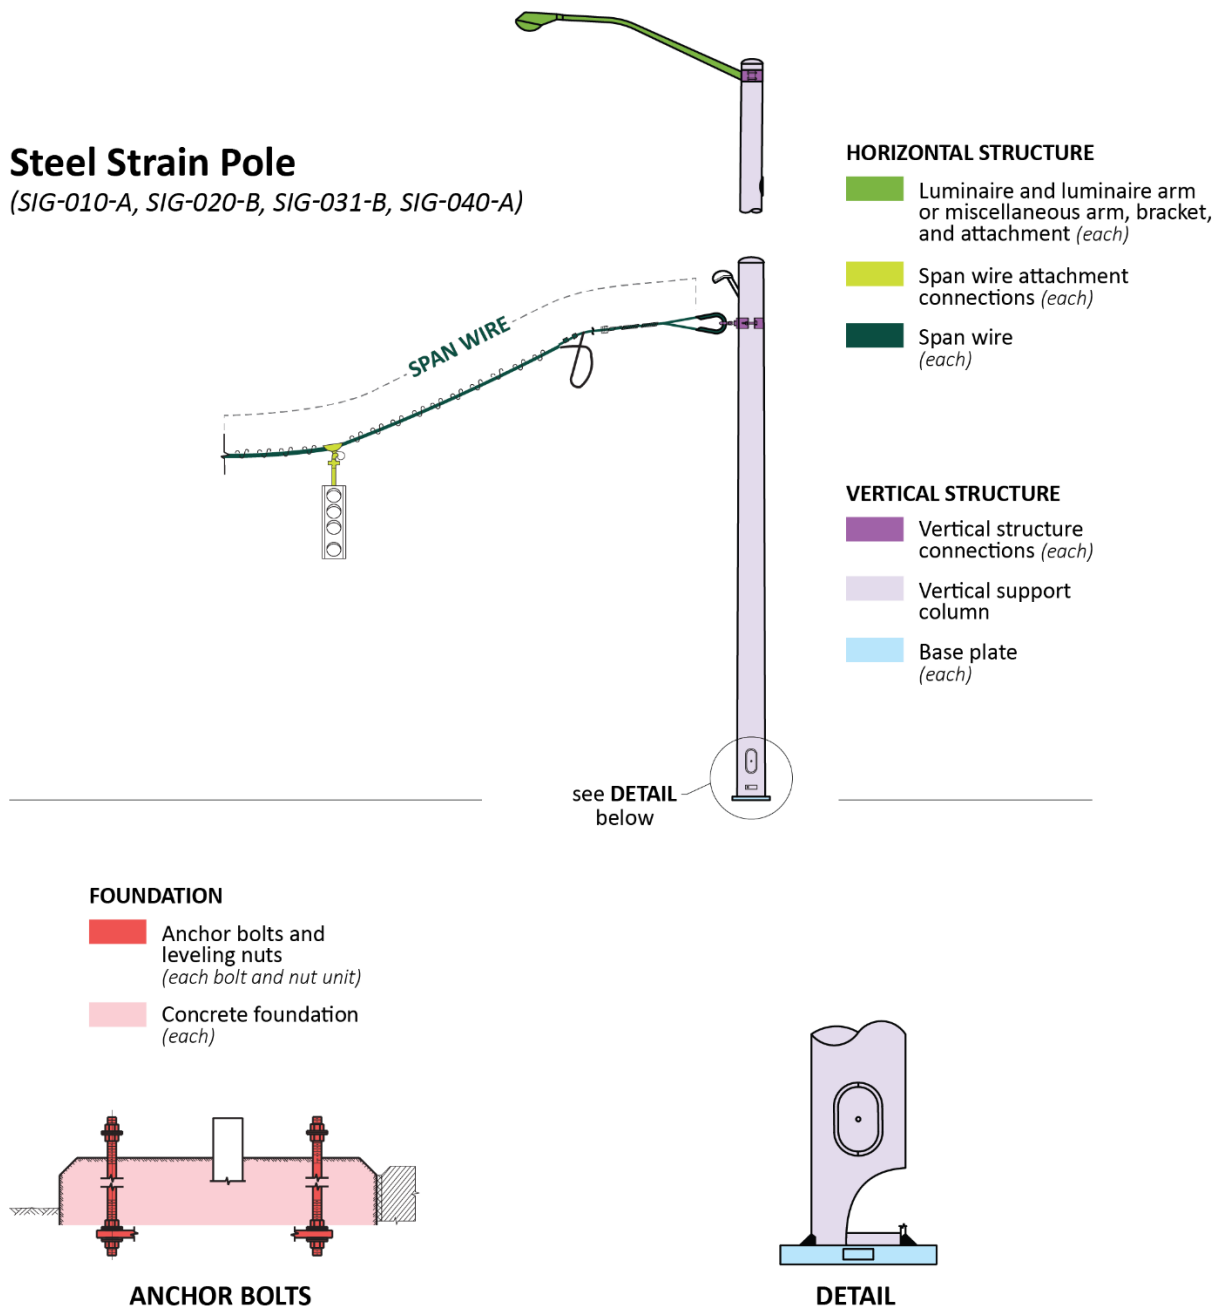 Steel Strain Pole
(SIG-010-A, SIG-020-B, SIG-031-B, SIG-040-A)
HORIZONTAL STRUCTURE
Luminaire and luminaire arm
or miscellaneous arm, bracket,
and attachment (each)
Span wire attachment
connections (each)
Span wire
(each)
SPAN WIRE
VERTICAL STRUCTURE
Vertical structure
connections (each)
Vertical support
column
Base plate
(each)
see DETAIL
below
FOUNDATION
Anchor bolts and
leveling nuts
(each bolt and nut unit)
Concrete foundation
(each)
ANCHOR BOLTS
DETAIL